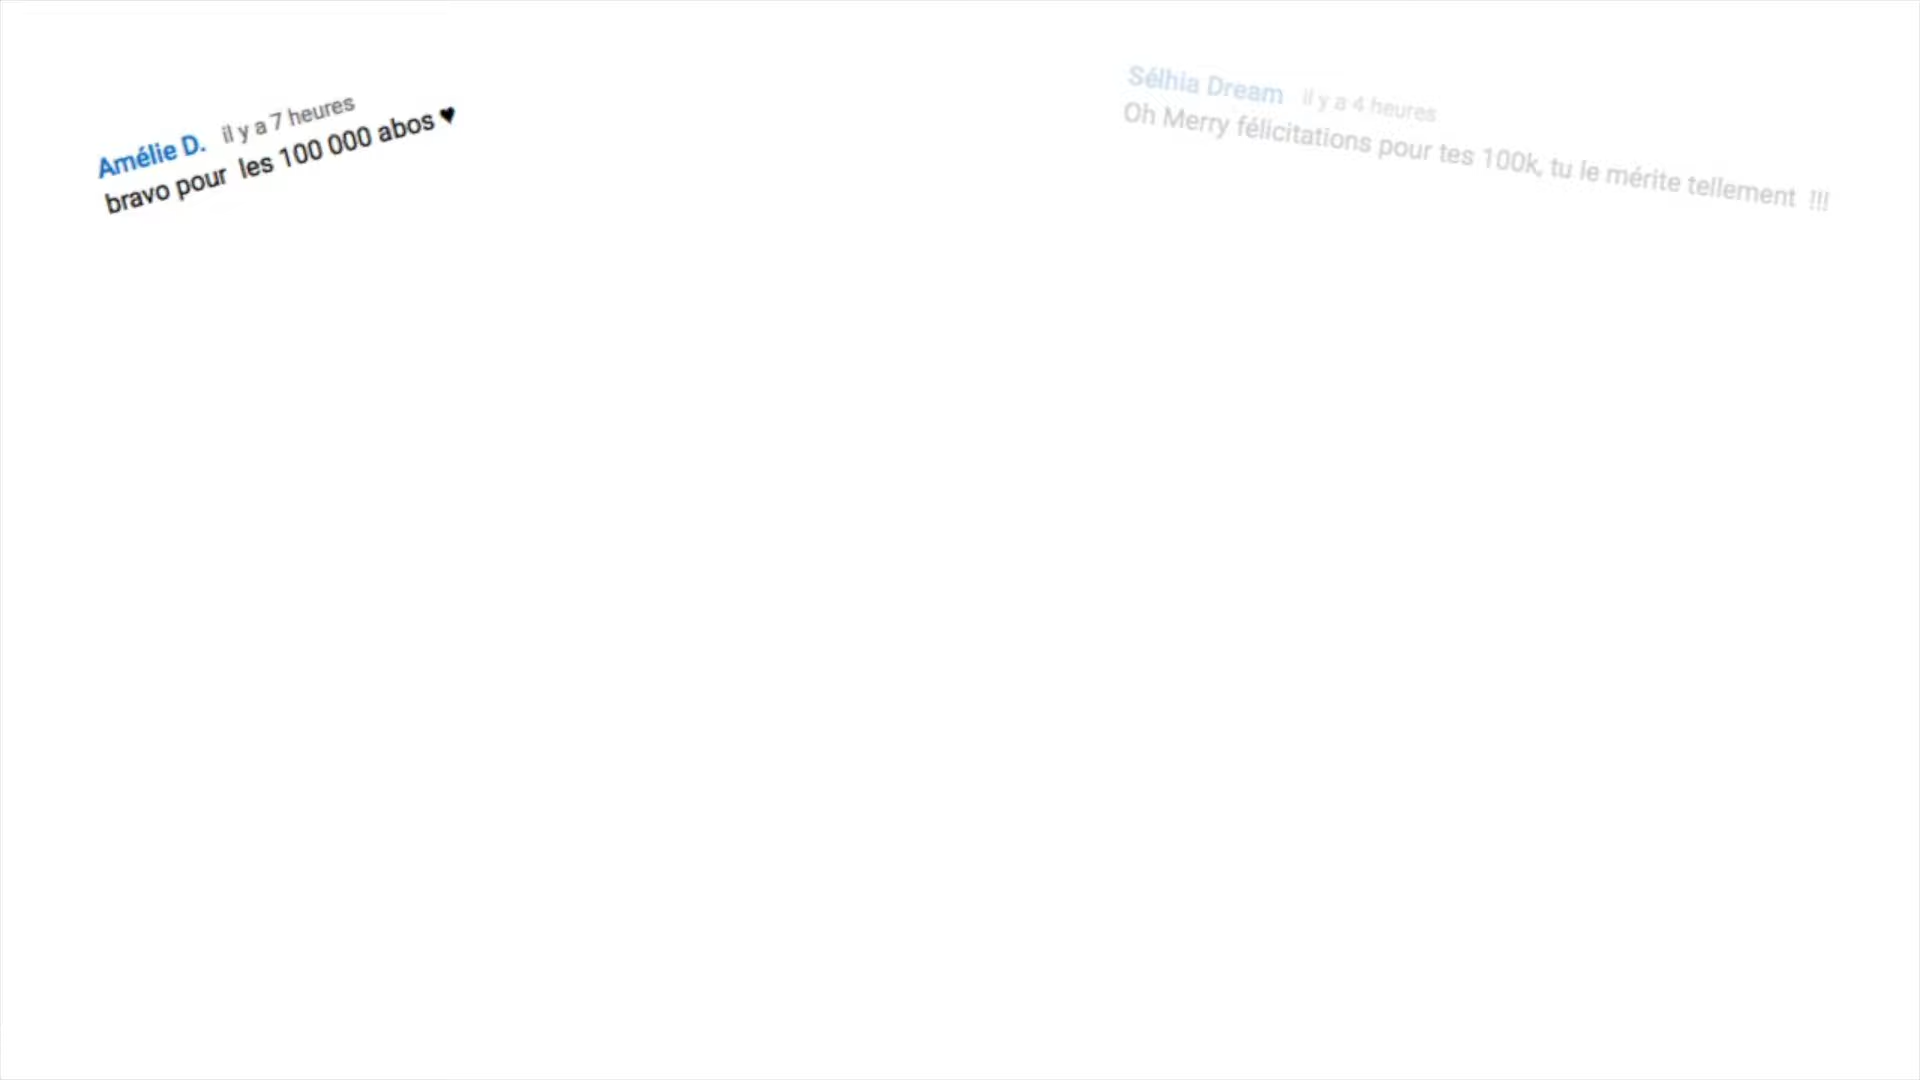 Amélie D. il y a 7 heures
bravo pour les 100 000 abos ♥
Sélhia Dream il y a 4 heures
Oh Merry félicitations pour tes 100k, tu le mérite tellement !!!